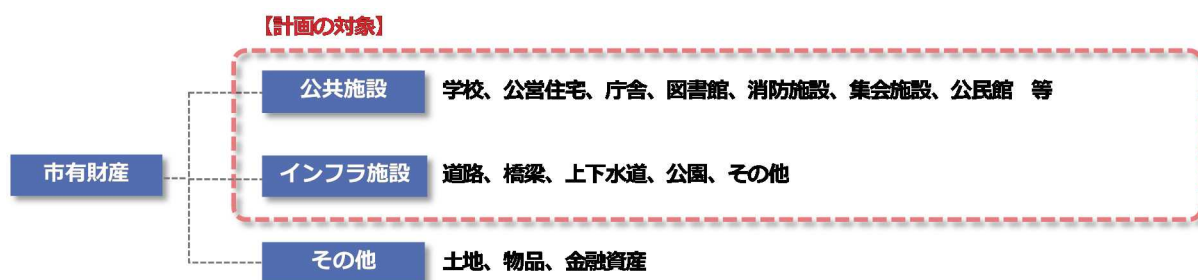 【計画の対象】
公共施設 学校、公営住宅、庁舎、図書館、消防施設、集会施設、公民館　等
市有財産 インフラ施設 道路、橋梁、上下水道、公園、その他
その他 土地、物品、金融資産